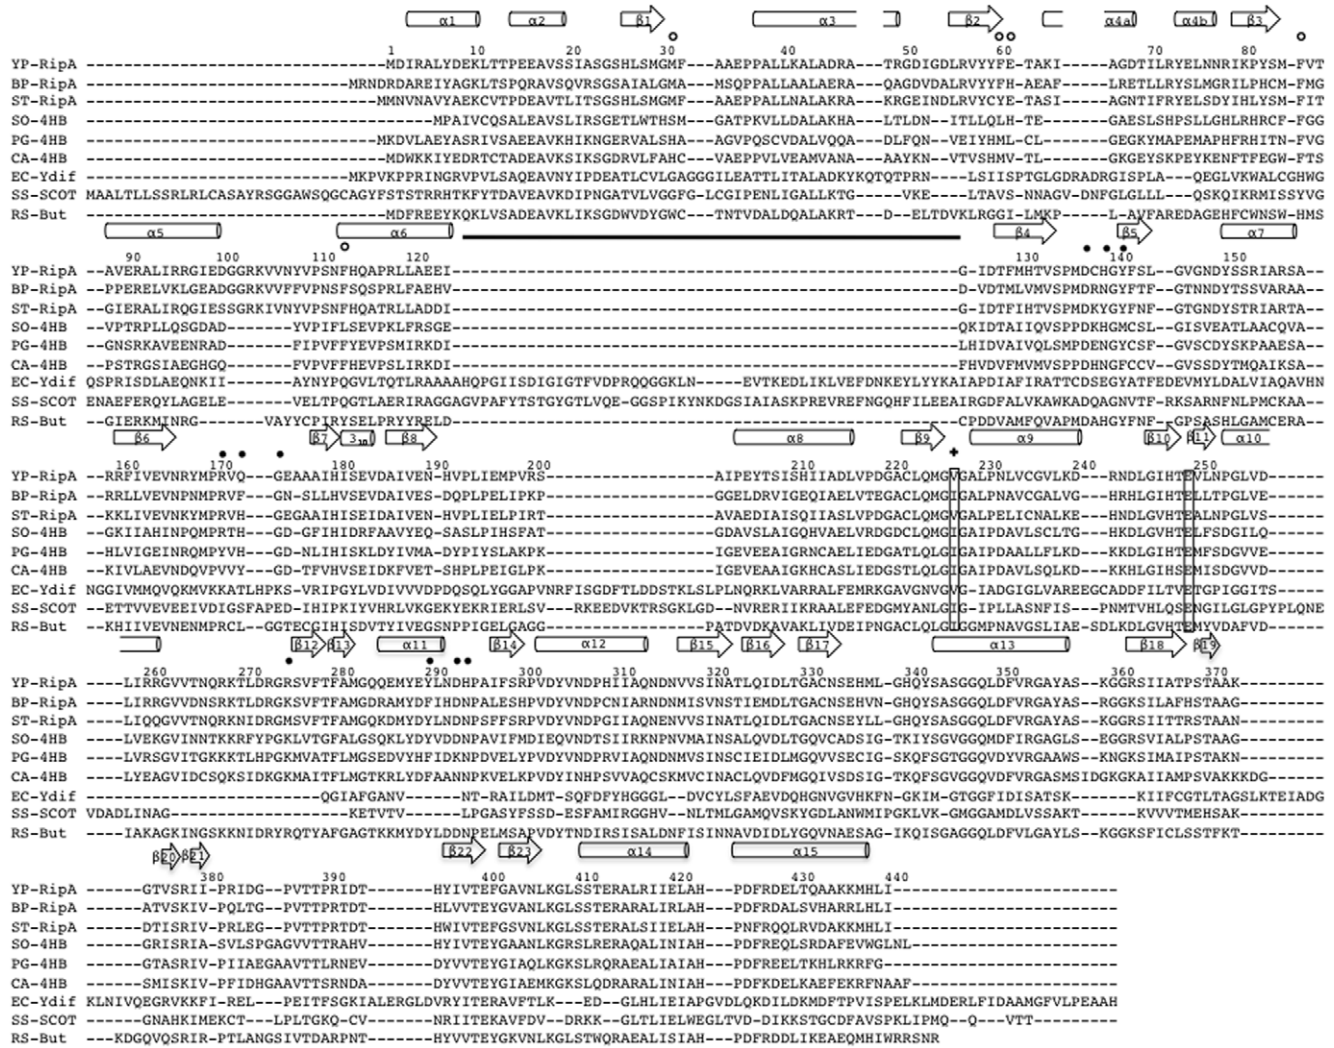 α1 α2 β1 α3 β2 α4a α4b β3
1 10 20 30 40 50 60 70 80
YP-RipA ------------------------------MDIRALYDEKLTTPEEAVSSIASGSHLSMGMF---AAEPPALLKALADRA---TRGDIGDLRVYYFE-TAKI-----AGDTILRYELNNRIKPYSM-FVT
BP-RipA --------------------------MRNDRDAREIYAGKLTSPQRAVSQVRSGSAIALGMA---MSQPPALLAALAERA---QAGDVDALRVYYFH-AEAF-----LRETLLRYSLMGRILPHCM-FMG
ST-RipA -----------------------------MMNVNAVYAEKCVTPDEAVTLITSGSHLSMGMF---AAEPPALLNALAKRA---KRGEINDLRVYCYE-TASI-----AGNTIFRYELSDYIHLYSM-FIT
SO-4HB -----------------------------------MPAIVCQSALEAVSLIRSGETLWTHSM---GATPKVLLDALAKHA---LTLDN--ITLLQLH-TE-------GAESLSHPSLLGHLRHRCF-FGG
PG-4HB -----------------------------MKDVLAEYASRIVSAEEAVKHIKNGERVALSHA---AGVPQSCVDALVQQA---DLFQN--VEIYHML-CL-------GEGKYMAPEMAPHFRHITN-FVG
CA-4HB ------------------------------MDWKKIYEDRTCTADEAVKSIKSGDRVLFAHC---VAEPPVLVEAMVANA---AAYKN--VTVSHMV-TL-------GKGEYSKPEYKENFTFEGW-FTS
EC-Ydif --------------------------MKPVKPPRINGRVPVLSAQEAVNYIPDEATLCVLGAGGGILEATTLITALADKYKQTQTPRN---LSIISPTGLGDRADRGISPLA---QEGLVKWALCGHWG
SS-SCOT MAALTLLSSRLRLCASAYRSGGAWSQGCAGYFSTSTRRHTKFYTDAVEAVKDIPNGATVLVGGFG-LCGIPENLIGALLKTG-----VKE---LTAVS-NNAGV-DNFGLGLLL---QSKQIKRMISSYVG
RS-But ------------------------------MDFREEYKQKLVSADEAVKLIKSGDWVDYGWC---TNTVDALDQALAKRT---D--ELTDVKLRGGI-LMKP-----L-AVFAREDAGEHFCWNSW-HMS
α5 α6 β4 β5 α7
90 100 110 120 130 140 150
YP-RipA --AVERALIRRGIEDGGRKVVNYVPSNFHQAPRLLAEEI------------------------------------------------------G-IDTFMHTVSPMDCHGYFSL--GVGNDYSSRIARSA--
BP-RipA --PPERELVKLGEADGGRKVVFFVPSNFSQSPRLFAEHV------------------------------------------------------D-VDTLMVMVSPMDRNGYFTF--GTNNDYTSSVARAA--
ST-RipA --GIERALIRQGIESSGRKVIVPSNFHQATRLLADDI------------------------------------------------------G-IDTFIHTVSPMDKYGYFNF--GTGNDYSTRIARTA--
SO-4HB --VPTRPLLQSGDAD-------YVPIFLSEVPKLFRSGE------------------------------------------------------QKIDTAIIQVSPPDKHGMCSL--GISVEATLAACQVA--
PG-4HB --GNSRKAVEENRAD-------FIPVFFYEVPSMIRKDI------------------------------------------------------LHIDVAIVQLSMPDENGYCSF--GVSCDYSKPAAESA--
CA-4HB --PSTRGSIAEGHGQ-------FVPVFFHEVPSLIRKDI------------------------------------------------------FHVDVFMVMVSPPDHNGFCCV--GVSSDYTMQAIKSA--
EC-Ydif QSPRISDLAEQNKII-------AYNYPQGVLTQTLRAAAAHQPGIISDIGIGTFVDPRQQGGKLN-----EVTKEDLIKLVEFDNKEYLYYKAIAPDIAFIRATTCDSEGYATFEDEVMYLDALVIAQAVHN
SS-SCOT ENAEFERQYLAGELE-------VELTPQGTLAERIRAGGAGVPAFYTSTGYGTLVQE-GGSPIKYNKDGSIAIASKPREVREFNGQHFILEEAIRGDFALVKAWKADQAGNVTF-RKSARNFNLPMCKAA--
RS-But --GIERKMINRG-------VAYYCPIRYSELPRYYRELD------------------------------------------------------CPDDVAMFQVAPMDAHGYFNF--GPSASHLGAMCERA--
β6 β7 3₁₀ β8 α8 β9 α9 β10 β11 α10
160 170 180 190 200 210 220 230 240 250
YP-RipA --RRFIVEVNRYMPRVQ---GEAAAIHISEVDAIVEN-HVPLIEMPVRS------------------AIPEYTSISHIIADLVPDGACLQMGVGALPNLVCGVLKD---RNDLGIHTEVLNPGLVD------
BP-RipA --RRLLVEVNPNMPRVF---GN-SLLHVSEVDAIVENS-DQPLPELIPKP------------------GGELDRVIGEQIAELVTEGACLQMGIGALPNAVCGALVG---HRHLGIHTELLTPGLVD------
ST-RipA --KKLIVEVNKYMPRVH---GEGAAIHISEIDAIVEN-HVPLIELPIRT------------------AVAEDIAISQIIASLVPDGACLQMGVGALPELICNALKE---HNDLGVHTEALNPGLVS------
SO-4HB --GKIIAHINPQMPRTH---GD-GFIHIDRFAAVYEQ-SASLPIHSFAT------------------GDAVSLAIGQHVAELVRDGDCLQMGIGAIPDAVLSCLTG---HKDLGVHTELFSDGILQ------
PG-4HB --HLVIGEINRQMPYVH---GD-NLIHISKLDYIVMA-DYPIYSLAKPK------------------IGEVEEAIGRNCAELIEDGATLQLGIGAIPDAALLFLKD---KKDLGIHTEMFSDGVVE------
CA-4HB --KIVLAEVNDQVPVVY---GD-TFVHVSEIDKFVET-SHPLPEIGLPK------------------IGEVEAAIGKHCASLIEDGSTLQLGIGAIPDAVLSQLKD---KKHLGIHSEMISDGVVD------
EC-Ydif NGGIVMMQVQKMVKKATLHPKS-VRIPGYLVDIVVVDPDQSQLYGGAPVNRFISGDFTLDDSTKLSLPLNQRKLVARRALFEMRKGAVGNVGVG-IADGIGLVAREEGCADDFILTVETGPIGGITS----
SS-SCOT --ETTVVEVEEIVDIGSFAPED-IHIPKIYVHRLVKGEKYEKRIERLSV---RKEEDVKTRSGKLGD--NVRERIIKRAALEFEDGMYANLGIG-IPLLASNFIS---PNMTVHLQSENGILGLGPYPLQNE
RS-But --KHIIVEVNENMPRCL---GGTECGIHISDVTYIVEGSNPPIGELGAGG------------------PATDVDKAVAKLIVDEIPNGACLQLGIGGMPNAVGSLIAE-SDLKDLGVHTEMYVDAFVD------
β12 β13 α11 β14 α12 β15 β16 β17 α13 β18 β19
260 270 280 290 300 310 320 330 340 350 360 370
YP-RipA ----LIRRGVVTNQRKTLDRGRSVFTFAMGQQEMYEYLNDHPAIFSRPVDYVNDPHIIAQNDNVVSINATLQIDLTGACNSEHML-GHQYSASGGQLDFVRGAYAS---KGGRSIIATPSTAAK--------
BP-RipA ----LIRRGVVDNSRKTLDRGKSVFTFAMGDRAMYDFIHDNPALESHPVDYVNDPCNIARNDNMISVNSTIEMDLTGACNSEHVN-GHQYSASGGQLDFVRGAYAS---RGGKSILAFHSTAAG--------
ST-RipA ----LIQQGVVTNQRKNIDRGMSVFTFAMGQKDMYDYLNDNPSFFSRPVDYVNDPGIIAQNENVVSINATLQIDLTGACNSEYLL-GHQYSASGGQLDFVRGAYAS---KGGRSIITTRSTAAN--------
SO-4HB ----LVEKGVINNTKKRFYPGKLVTGFALGSQKLYDYVDDNPAVIFMDIEQVNDTSIIRKNPNVMAINSALQVDLTGQVCADSIG-TKIYSGVGGQMDFIRGAGLS---EGGRSVIALPSTAAG--------
PG-4HB ----LVRSGVITGKKKTLHPGKMVATFLMGSEDVYHFIDKNPDVELYPVDYVNDPRVIAQNDNMVSINSCIEIDLMGQVVSECIG-SKQFSGTGGQVDYVRGAAWS---KNGKSIMAIPSTAKN--------
CA-4HB ----LYEAGVIDCSQKSIDKGKMAITFLMGTKRLYDFAANNPKVELKPVDYINHPSVVAQCSKMVCINACLQVDFMGQIVSDSIG-TKQFSGVGGQVDFVRGASMSIDGKGKAIIAMPSVAKKKDG------
EC-Ydif -------------------------QGIAFGANV------NT-RAILDMT-SQFDFYHGGGL--DVCYLSFAEVDQHGNVGVHKFN-GKIM-GTGGFIDISATSK------KIIFCGTLTAGSLKTEIADG
SS-SCOT VDADLINAG-------------------KETVTV------LPGASYFSSD-ESFAMIRGGHV--NLTMLGAMQVSKYGDLANWMIPGKLVK-GMGGAMDLVSSAKT-----KVVVTMEHSAK----------
RS-But ----IAKAGKINGSKKNIDRYRQTYAFGAGTKKMYDYLDDNPELMSAPVDYTNDIRSISALDNFISINNAVDIDLYGQVNAESAG-IKQISGAGGQLDFVLGAYLS---KGGKSFICLSSTFKT--------
β20 β21 β22 β23 α14 α15
380 390 400 410 420 430 440
YP-RipA ------GTVSRII-PRIDG--PVTTPRIDT-------HYIVTEFGAVNLKGLSSTERALRIIELAH---PDFRDELTQAAKKMHLI------------------------
BP-RipA ------ATVSKIV-PQLTG--PVTTPRTDT-------HLVVTEYGVANLKGLSSTERARALIRLAH---PDFRDALSVHARRLHLI------------------------
ST-RipA ------DTISRIV-PRLEG--PVTTPRTDT-------HWIVTEFGSVNLKGLSSTERALSIIELAH---PNFRQQLRVDAKKMHLI------------------------
SO-4HB ------GRISRIA-SVLSPGAGVVTTRAHV-------HYIVTEYGAANLKGRSLRERAQALINIAH---PDFREQLSRDAFEVWGLNL----------------------
PG-4HB ------GTASRIV-PIIAEGAAVTTLRNEV-------DYVVTEYGIAQLKGKSLRQRAEALIAIAH---PDFREELTKHLRKRFG-------------------------
CA-4HB ------SMISKIV-PFIDHGAAVTTSRNDA-------DYVVTEYGIAEMKGKSLQDRARALINIAH---PDFKDELKAEFEKRFNAAF----------------------
EC-Ydif KLNIVQEGRVKKFI-REL---PEITFSGKIALERGLDVRYITERAVFTLK---ED--GLHLIEIAPGVDLQKDILDKMDFTPVISPELKLMDERLFIDAAMGFVLPEAAH
SS-SCOT ------GNAHKIMEKCT---LPLTGKQ-CV-------NRIITEKAVFDV--DRKK--GLTLIELWEGLTVD-DIKKSTGCDFAVSPKLIPMQ--Q---VTT---------
RS-But ---KDGQVQSRIR-PTLANGSIVTDARPNT-------HYVVTEYGKVNLKGLSTWQRAEALISIAH---PDFRDDLIKEAEQMHIWRRSNR-------------------